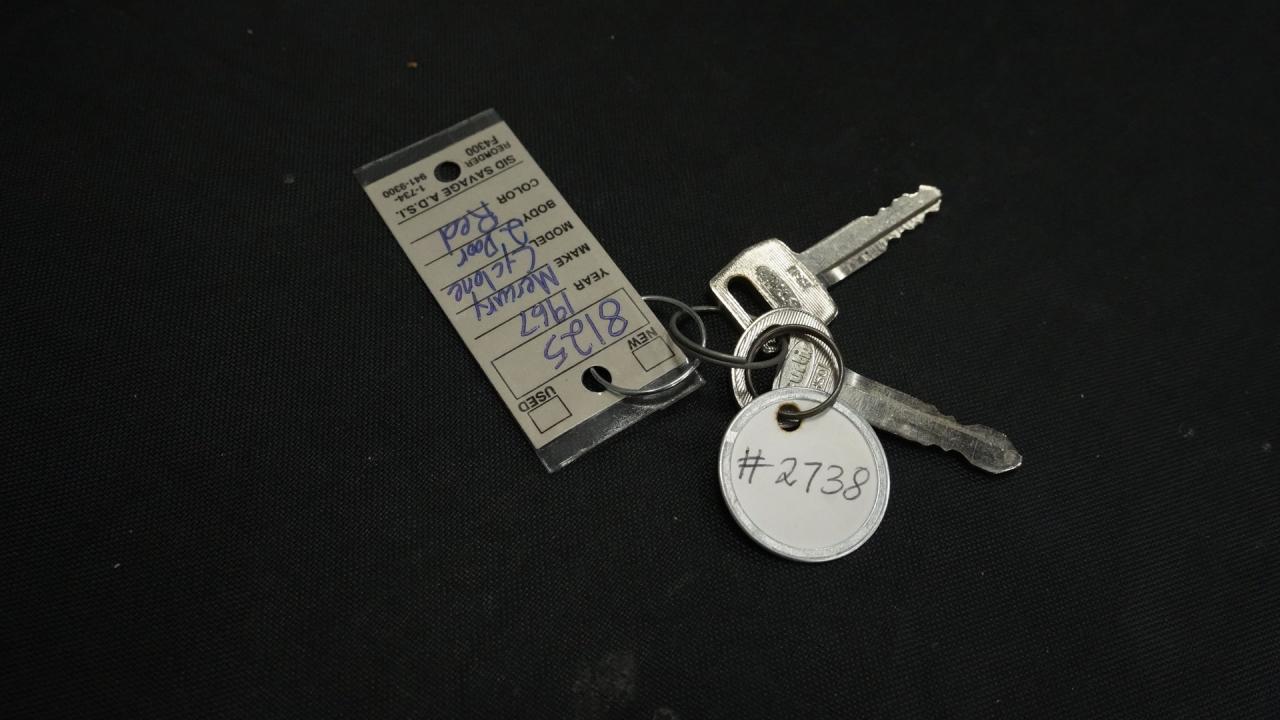 USED
NEW
8125
YEAR 1967
MAKE Mercury
MODEL Cyclone
BODY 2 Door
COLOR Red
SID SAVAGE A.D.S.I.
REORDER F4300
1-734-941-9300
#2738